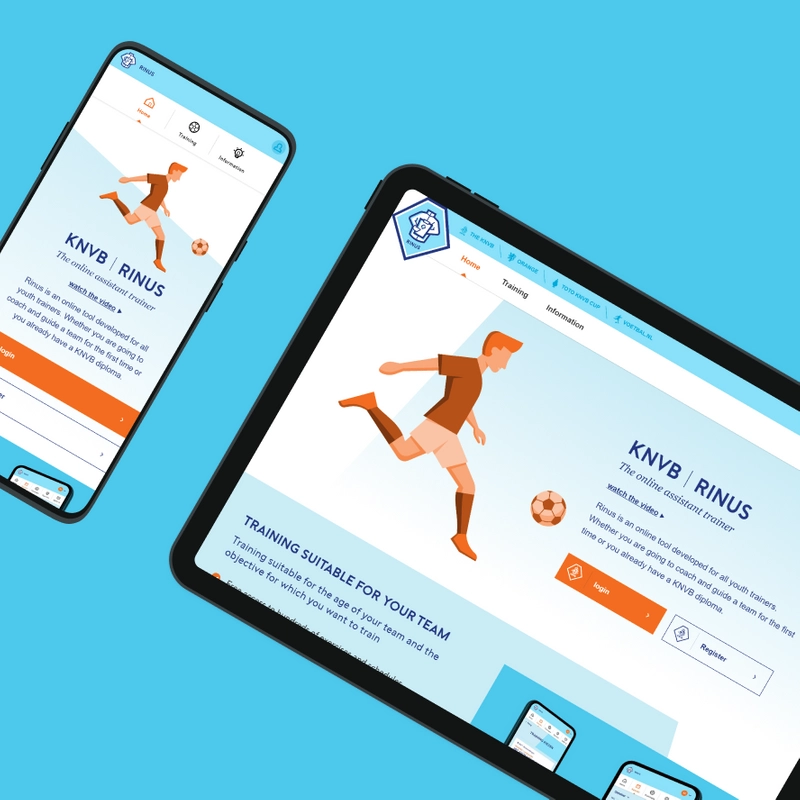 RINUS
Home
Training
Information
KNVB | RINUS
The online assistant trainer
watch the video
Rinus is an online tool developed for all
youth trainers. Whether you are going to
coach and guide a team for the first time or
you already have a KNVB diploma.
login
RINUS
THE KNVB
ORANGE
TOTO KNVB CUP
VOETBAL.NL
Home
Training
Information
KNVB | RINUS
The online assistant trainer
watch the video
Rinus is an online tool developed for all youth trainers.
Whether you are going to coach and guide a team for the first
time or you already have a KNVB diploma.
login
Register
TRAINING SUITABLE FOR YOUR TEAM
Training suitable for the age of your team and the
objective for which you want to train